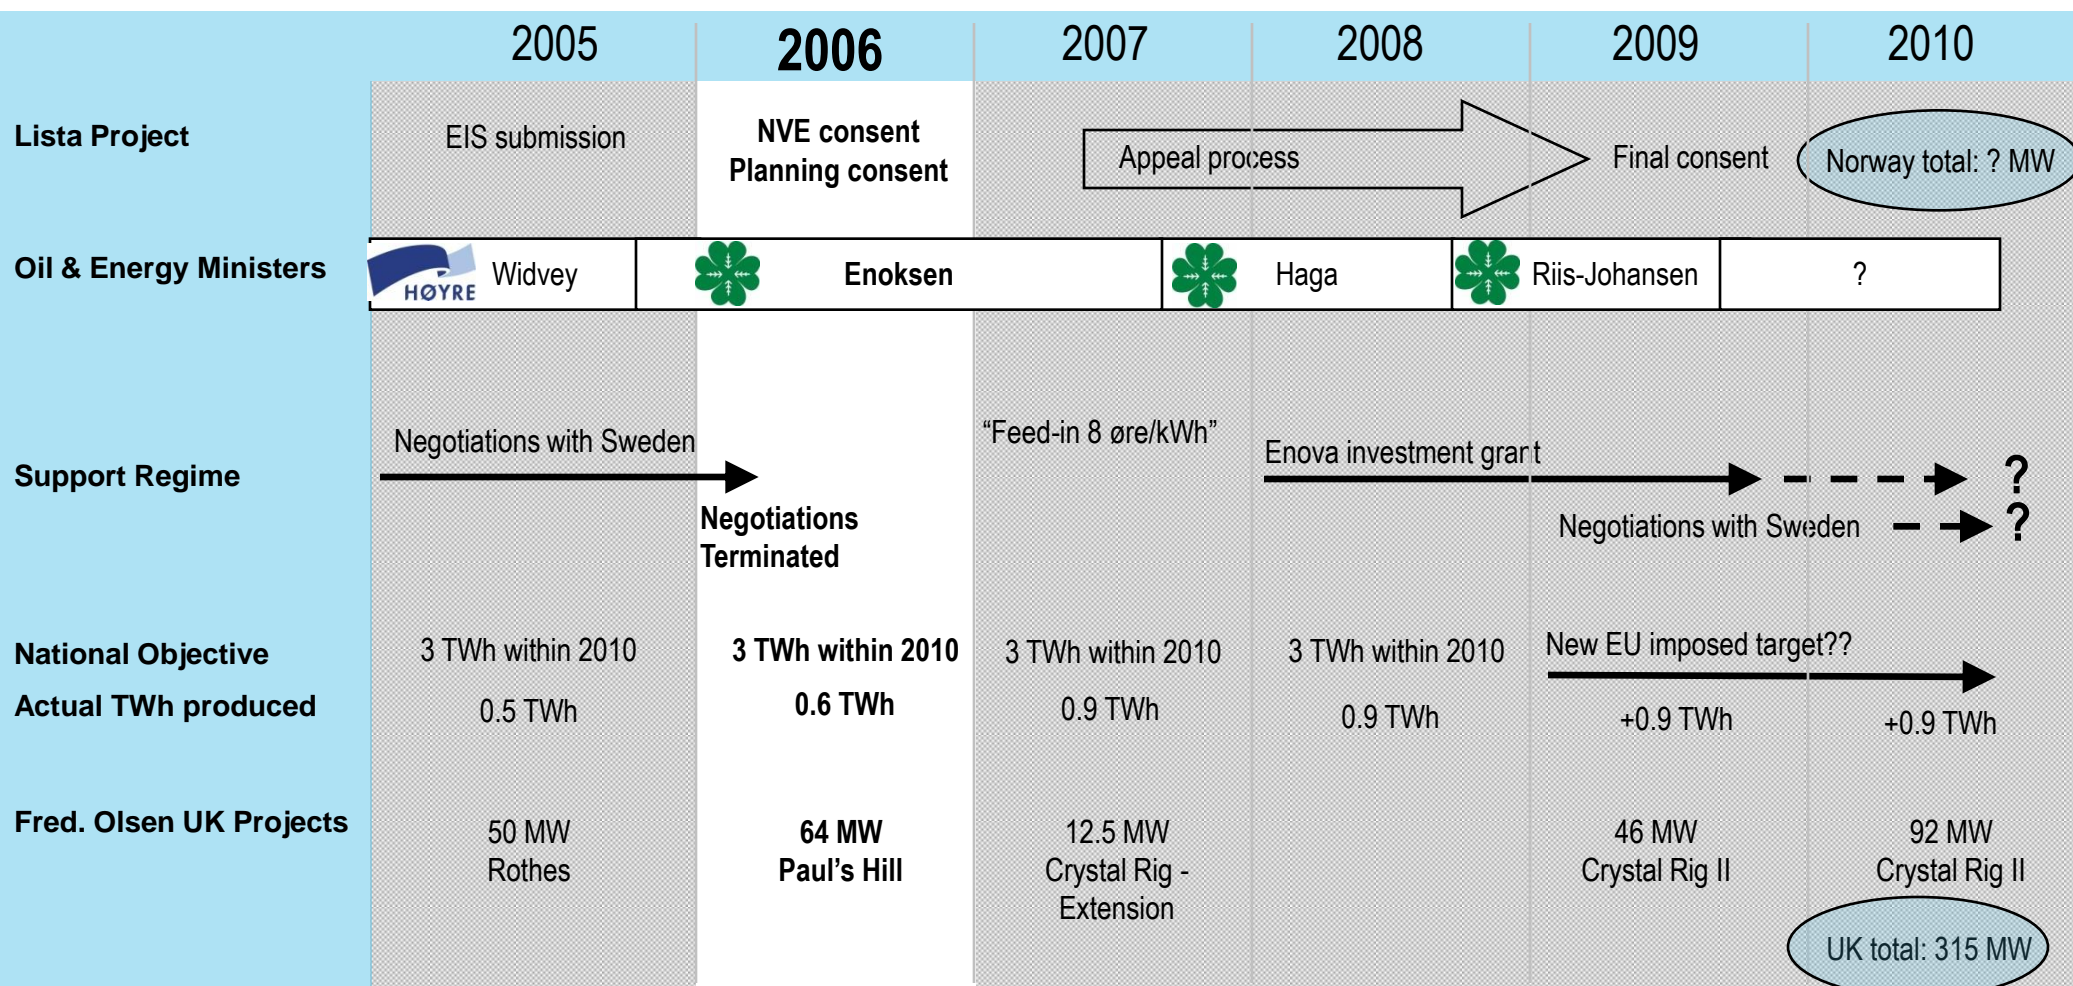 2005 2006 2007 2008 2009 2010
Lista Project
EIS submission
NVE consent
Planning consent
Appeal process
Final consent
Norway total: ? MW
Oil & Energy Ministers
HØYRE
Widvey
Enoksen
Haga
Riis-Johansen
?
Support Regime
Negotiations with Sweden
Negotiations
Terminated
“Feed-in 8 øre/kWh”
Enova investment grant
?
Negotiations with Sweden
?
National Objective
3 TWh within 2010
3 TWh within 2010
3 TWh within 2010
3 TWh within 2010
New EU imposed target??
Actual TWh produced
0.5 TWh
0.6 TWh
0.9 TWh
0.9 TWh
+0.9 TWh
+0.9 TWh
Fred. Olsen UK Projects
50 MW
Rothes
64 MW
Paul’s Hill
12.5 MW
Crystal Rig -
Extension
46 MW
Crystal Rig II
92 MW
Crystal Rig II
UK total: 315 MW